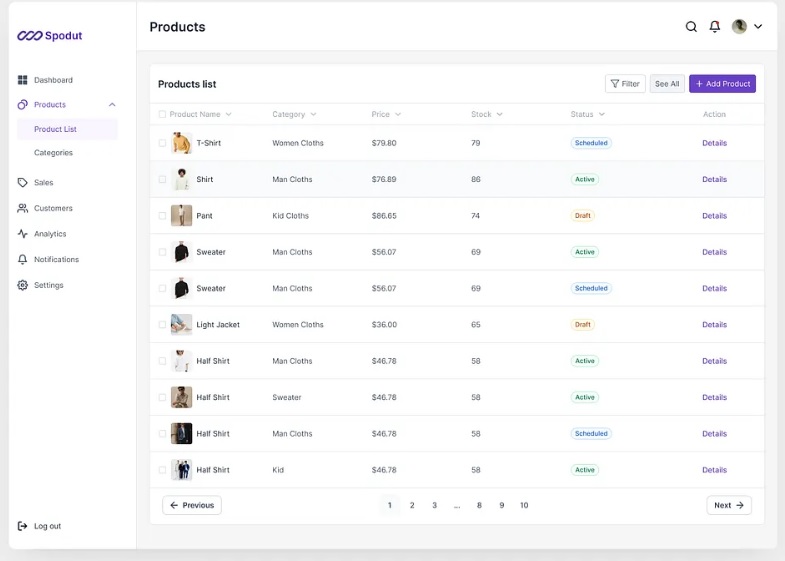 Spodut
Products
Dashboard
Products
Product List
Categories
Sales
Customers
Analytics
Notifications
Settings
Log out
Products list
Filter
See All
+ Add Product
Product Name Category Price Stock Status Action
T-Shirt Women Cloths $79.80 79 Scheduled Details
Shirt Man Cloths $76.89 86 Active Details
Pant Kid Cloths $86.65 74 Draft Details
Sweater Man Cloths $56.07 69 Active Details
Sweater Man Cloths $56.07 69 Scheduled Details
Light Jacket Women Cloths $36.00 65 Draft Details
Half Shirt Man Cloths $46.78 58 Active Details
Half Shirt Sweater $46.78 58 Active Details
Half Shirt Man Cloths $46.78 58 Scheduled Details
Half Shirt Kid $46.78 58 Active Details
Previous 1 2 3 ... 8 9 10 Next